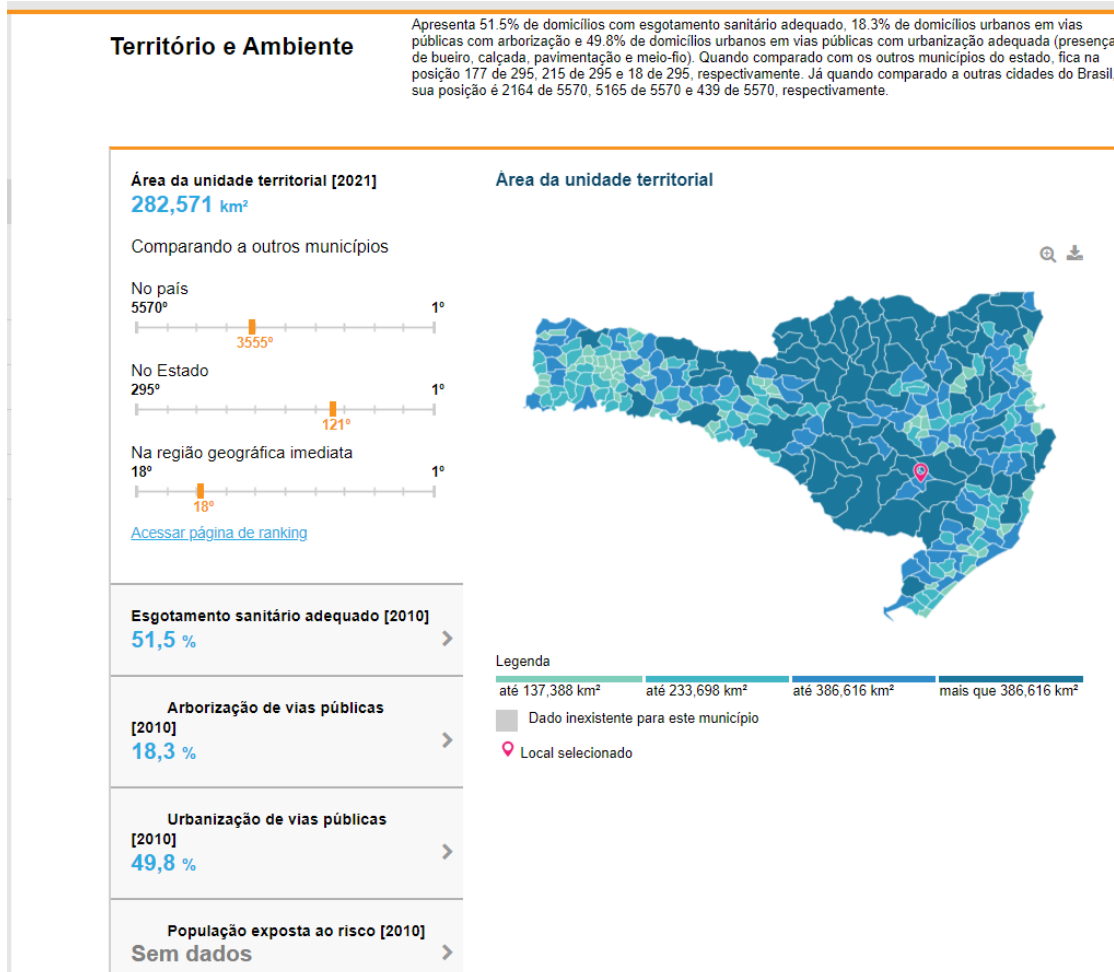 Território e Ambiente
Apresenta 51.5% de domicílios com esgotamento sanitário adequado, 18.3% de domicílios urbanos em vias
públicas com arborização e 49.8% de domicílios urbanos em vias públicas com urbanização adequada (presença
de bueiro, calçada, pavimentação e meio-fio). Quando comparado com os outros municípios do estado, fica na
posição 177 de 295, 215 de 295 e 18 de 295, respectivamente. Já quando comparado a outras cidades do Brasil,
sua posição é 2164 de 5570, 5165 de 5570 e 439 de 5570, respectivamente.
Área da unidade territorial [2021]
282,571 km²
Comparando a outros municípios
No país
5570º 1º
3555º
No Estado
295º 1º
121º
Na região geográfica imediata
18º 1º
18º
Acessar página de ranking
Esgotamento sanitário adequado [2010]
51,5 %
Arborização de vias públicas
[2010]
18,3 %
Urbanização de vias públicas
[2010]
49,8 %
População exposta ao risco [2010]
Sem dados
Área da unidade territorial
Legenda
até 137,388 km² até 233,698 km² até 386,616 km² mais que 386,616 km²
Dado inexistente para este município
Local selecionado